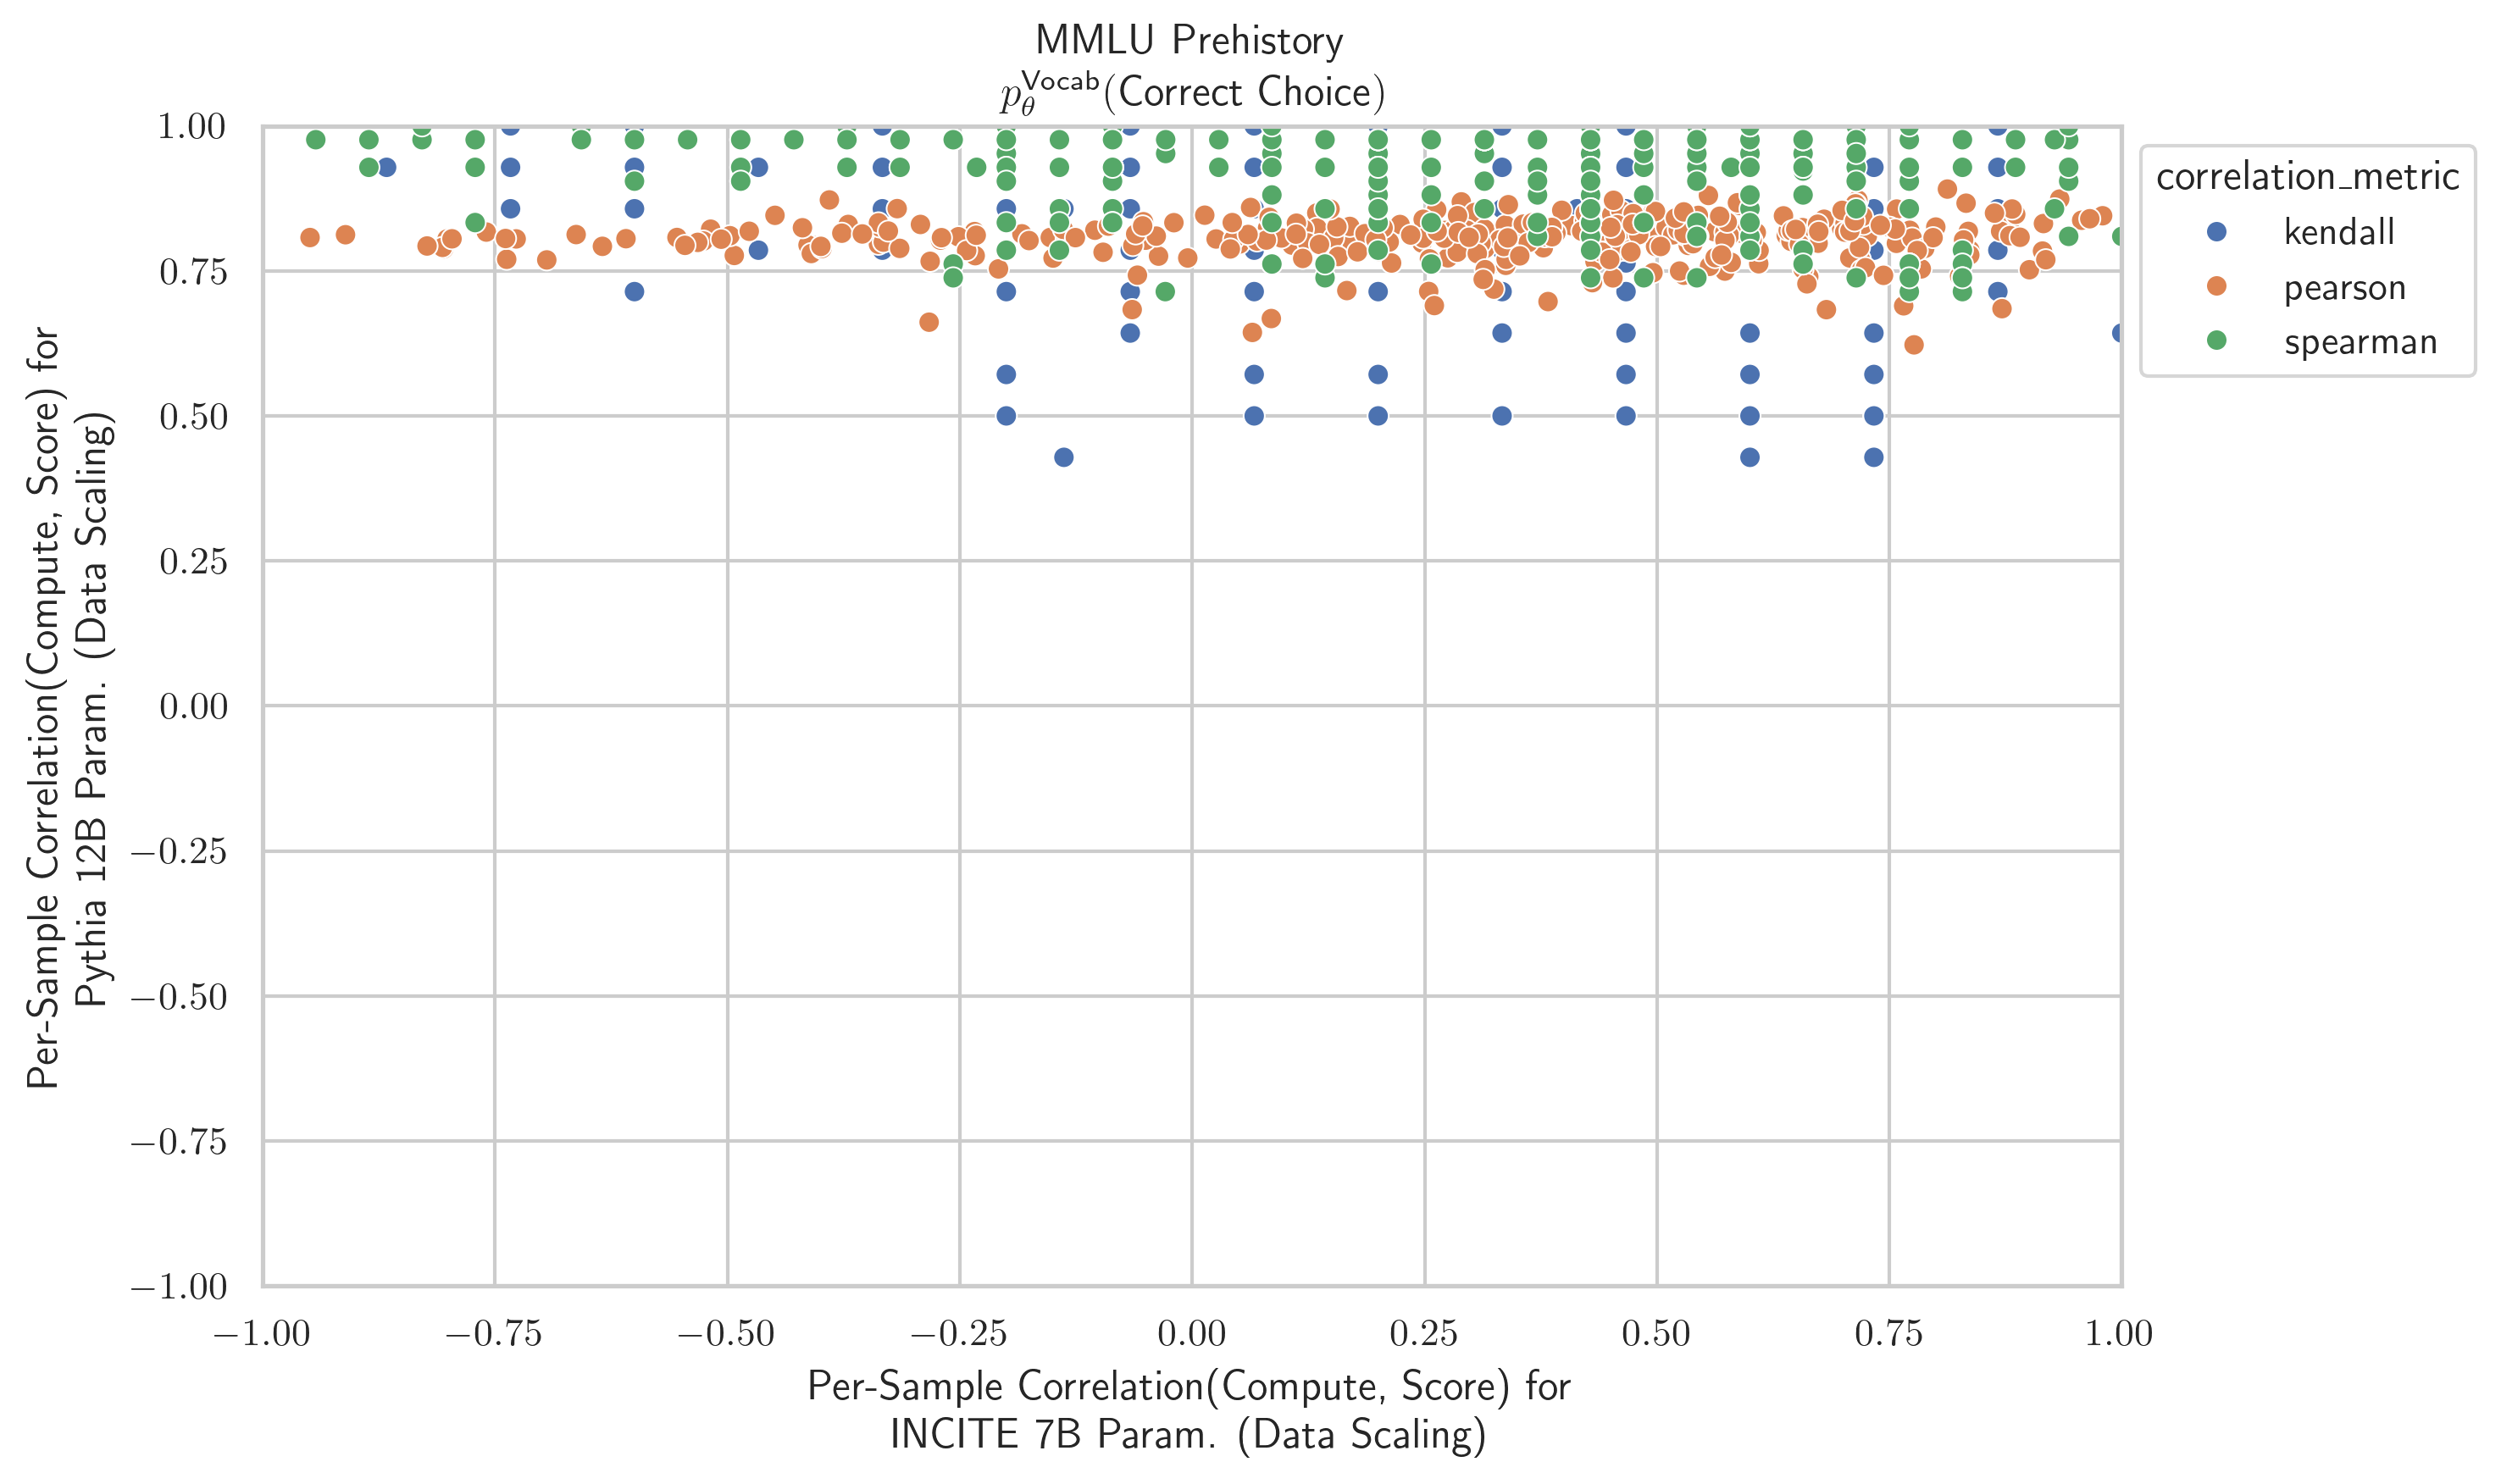 MMLU Prehistory
$p_{\theta}^{\text{Vocab}}$(Correct Choice)
1.00
0.75
0.50
0.25
0.00
−0.25
−0.50
−0.75
−1.00
Per-Sample Correlation(Compute, Score) for
Pythia 12B Param. (Data Scaling)
−1.00
−0.75
−0.50
−0.25
0.00
0.25
0.50
0.75
1.00
Per-Sample Correlation(Compute, Score) for
INCITE 7B Param. (Data Scaling)
correlation_metric
kendall
pearson
spearman